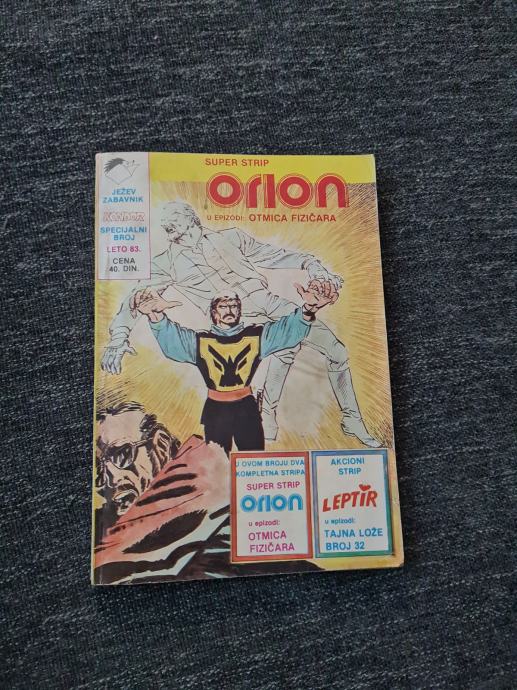 JEŽEV
ZABAVNIK
KONDOR
SPECIJALNI
BROJ
LETO 83.
CENA
40. DIN.
SUPER STRIP
orion
U EPIZODI: OTMICA FIZIČARA
U OVOM BROJU DVA
KOMPLETNA STRIPA
SUPER STRIP
orion
u epizodi:
OTMICA
FIZIČARA
AKCIONI
STRIP
LEPTIR
u epizodi:
TAJNA LOŽE
BROJ 32